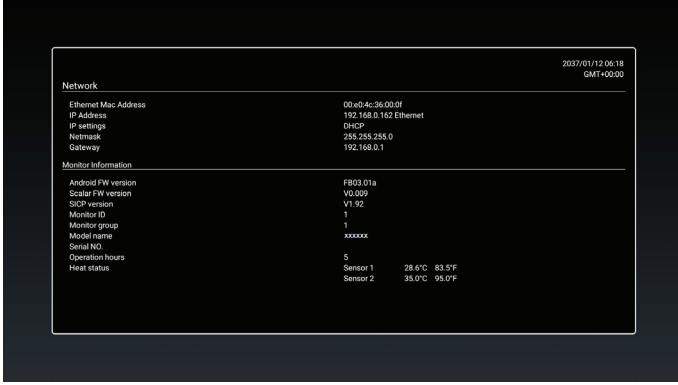 2037/01/12 06:18
GMT+00:00
Network
Ethernet Mac Address 00:e0:4c:36:00:0f
IP Address 192.168.0.162 Ethernet
IP settings DHCP
Netmask 255.255.255.0
Gateway 192.168.0.1
Monitor Information
Android FW version FB03.01a
Scalar FW version V0.009
SICP version V1.92
Monitor ID 1
Monitor group 1
Model name xxxxxx
Serial NO.
Operation hours 5
Heat status Sensor 1 28.6°C 83.5°F
Sensor 2 35.0°C 95.0°F